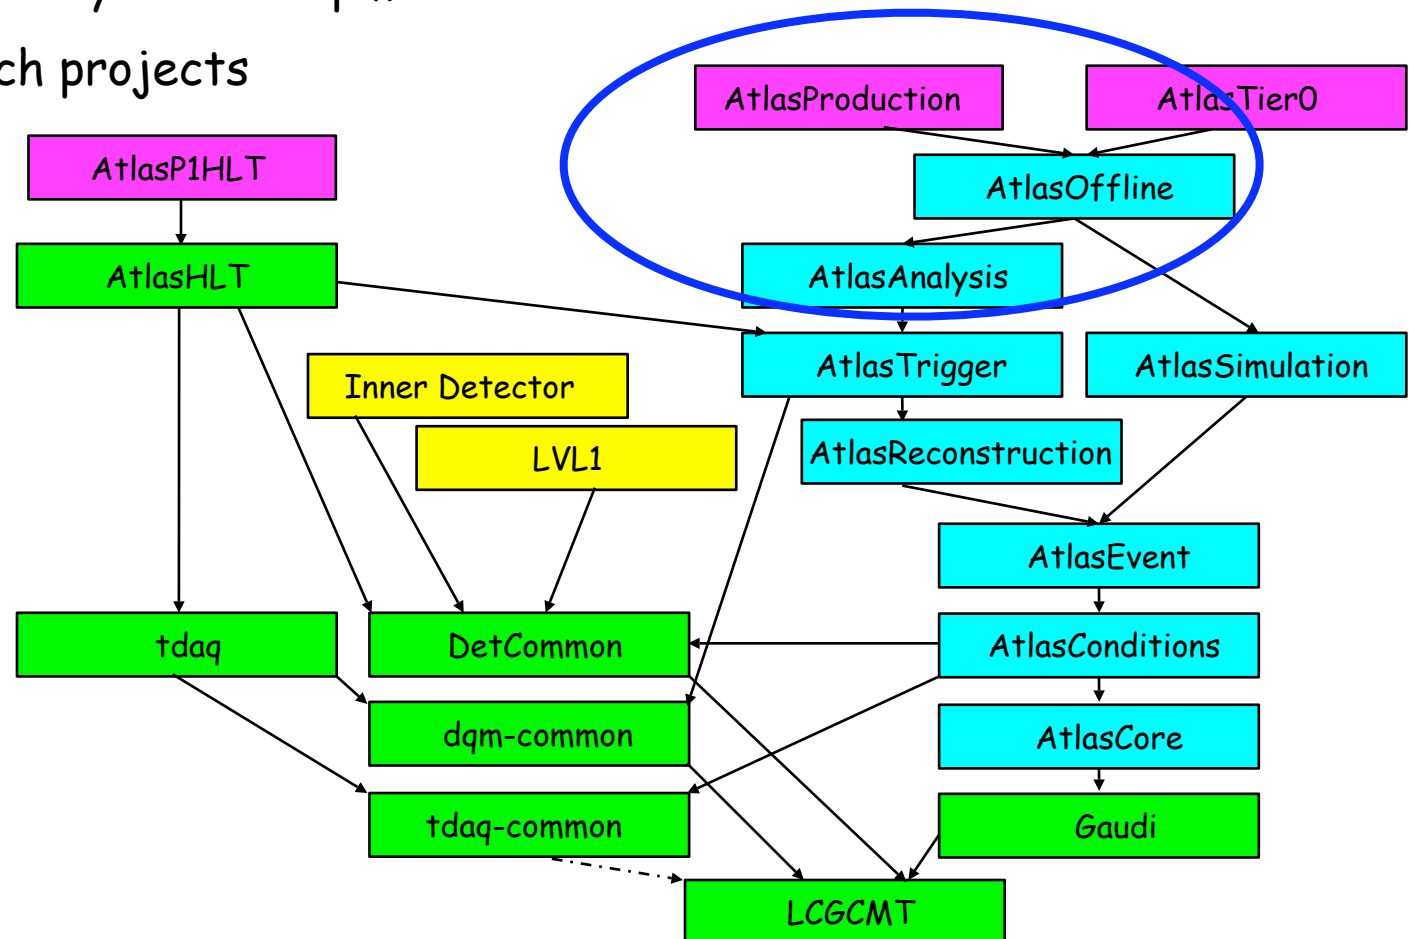 ch projects
AtlasProduction
AtlasTier0
AtlasP1HLT
AtlasOffline
AtlasHLT
AtlasAnalysis
AtlasTrigger
AtlasSimulation
Inner Detector
LVL1
AtlasReconstruction
AtlasEvent
tdaq
DetCommon
AtlasConditions
dqm-common
AtlasCore
tdaq-common
Gaudi
LCGCMT